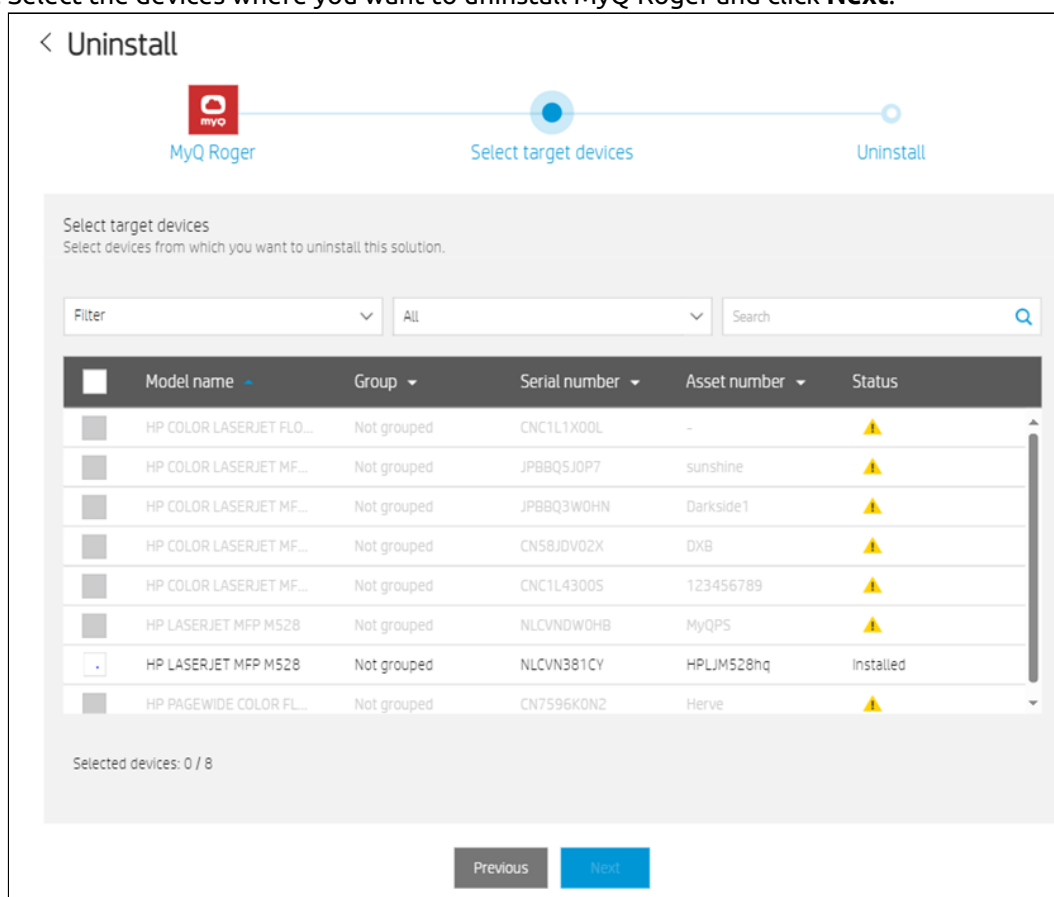 Select the devices where you want to uninstall MyQ Roger and click Next.
< Uninstall
myQ
MyQ Roger Select target devices Uninstall
Select target devices
Select devices from which you want to uninstall this solution.
Filter All Search
Model name Group Serial number Asset number Status
HP COLOR LASERJET FLO... Not grouped CNC1L1X00L -
HP COLOR LASERJET MF... Not grouped JPBBQ5J0P7 sunshine
HP COLOR LASERJET MF... Not grouped JPBBQ3W0HN Darkside1
HP COLOR LASERJET MF... Not grouped CN58JDV02X DXB
HP COLOR LASERJET MF... Not grouped CNC1L4300S 123456789
HP LASERJET MFP M528 Not grouped NLCVNDW0HB MyQPS
HP LASERJET MFP M528 Not grouped NLCVN381CY HPLJM528hq Installed
HP PAGEWIDE COLOR FL... Not grouped CN7596K0N2 Herve
Selected devices: 0 / 8
Previous Next